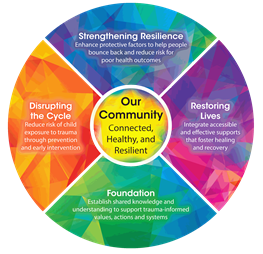 Strengthening Resilience
Enhance protective factors to help people
bounce back and reduce risk for
poor health outcomes
Disrupting
the Cycle
Reduce risk of child
exposure to trauma
through prevention
and early intervention
Our
Community
Connected,
Healthy, and
Resilient
Restoring
Lives
Integrate accessible
and effective supports
that foster healing
and recovery
Foundation
Establish shared knowledge and
understanding to support trauma-informed
values, actions and systems